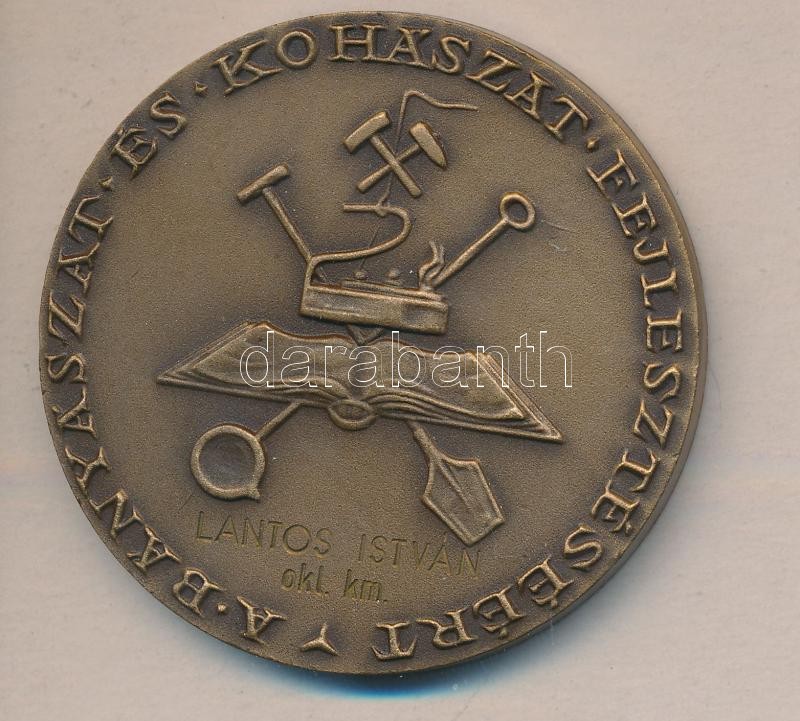 A · BÁNYÁSZAT · ÉS · KOHÁSZAT · FEJLESZTÉSÉÉRT
LANTOS ISTVÁN
okl. km.
darabanth